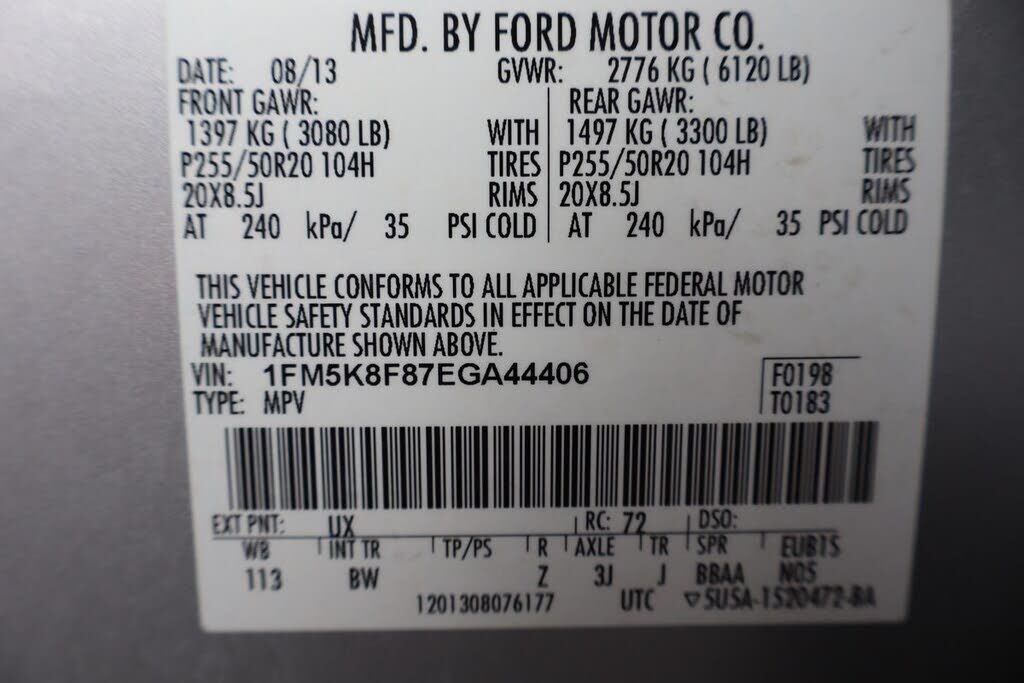 MFD. BY FORD MOTOR CO.
DATE: 08/13 GVWR: 2776 KG ( 6120 LB)
FRONT GAWR: REAR GAWR:
1397 KG ( 3080 LB) WITH 1497 KG ( 3300 LB) WITH
P255/50R20 104H TIRES P255/50R20 104H TIRES
20X8.5J RIMS 20X8.5J RIMS
AT 240 kPa/ 35 PSI COLD AT 240 kPa/ 35 PSI COLD
THIS VEHICLE CONFORMS TO ALL APPLICABLE FEDERAL MOTOR
VEHICLE SAFETY STANDARDS IN EFFECT ON THE DATE OF
MANUFACTURE SHOWN ABOVE.
VIN: 1FM5K8F87EGA44406 F0198
TYPE: MPV T0183
EXT PNT: UX RC: 72 DSO:
WB INT TR TP/PS R AXLE TR SPR EUB1S
113 BW Z 3J J BBAA N05
1201308076177 UTC ▽5USA-1520472-BA